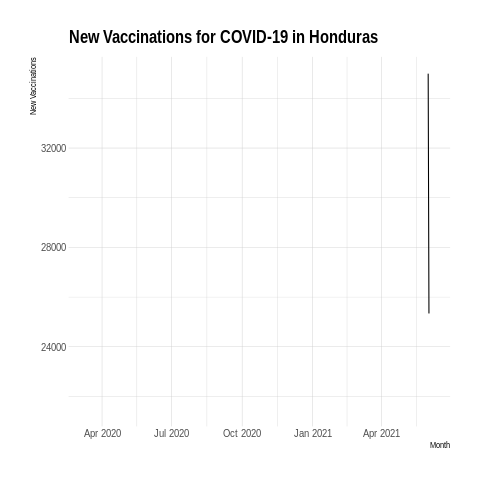 New Vaccinations for COVID-19 in Honduras
New Vaccinations
32000
28000
24000
Apr 2020 Jul 2020 Oct 2020 Jan 2021 Apr 2021
Month